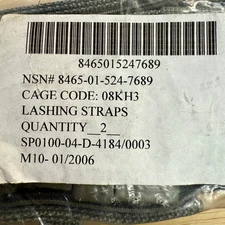 8465015247689
NSN# 8465-01-524-7689
CAGE CODE: 08KH3
LASHING STRAPS
QUANTITY__2__
SP0100-04-D-4184/0003
M10- 01/2006